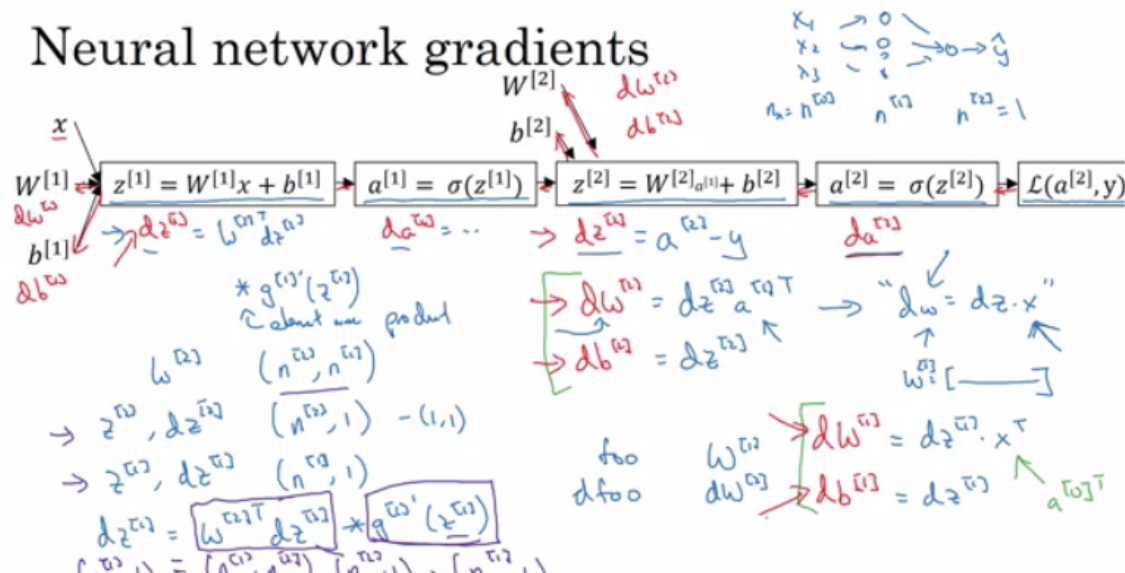 Neural network gradients
x₁
x₂
x₃
ŷ
nₓ = n^[0] n^[1] n^[2] = 1
W^[2] dW^[2]
b^[2] db^[2]
x
W^[1] z^[1] = W^[1]x + b^[1] a^[1] = σ(z^[1]) z^[2] = W^[2]a^[1] + b^[2] a^[2] = σ(z^[2]) ℒ(a^[2], y)
dW^[1]
b^[1] dz^[1] = W^[2]T dz^[2] da^[1] = ... dz^[2] = a^[2] - y da^[2]
db^[1]
* g^[1]'(z^[1]) dW^[2] = dz^[2] a^[1]T → "dw = dz · x"
product
db^[2] = dz^[2]
W^[2] (n^[2], n^[1]) W^[2]: [ ]
z^[2], dz^[2] (n^[2], 1) - (1,1)
dW^[1] = dz^[1] · x^T
foo W^[1]
z^[1], dz^[1] (n^[1], 1)
dfoo dW^[1] db^[1] = dz^[1] a^[0]T
dz^[1] = W^[2]T dz^[2] * g^[1]'(z^[1])